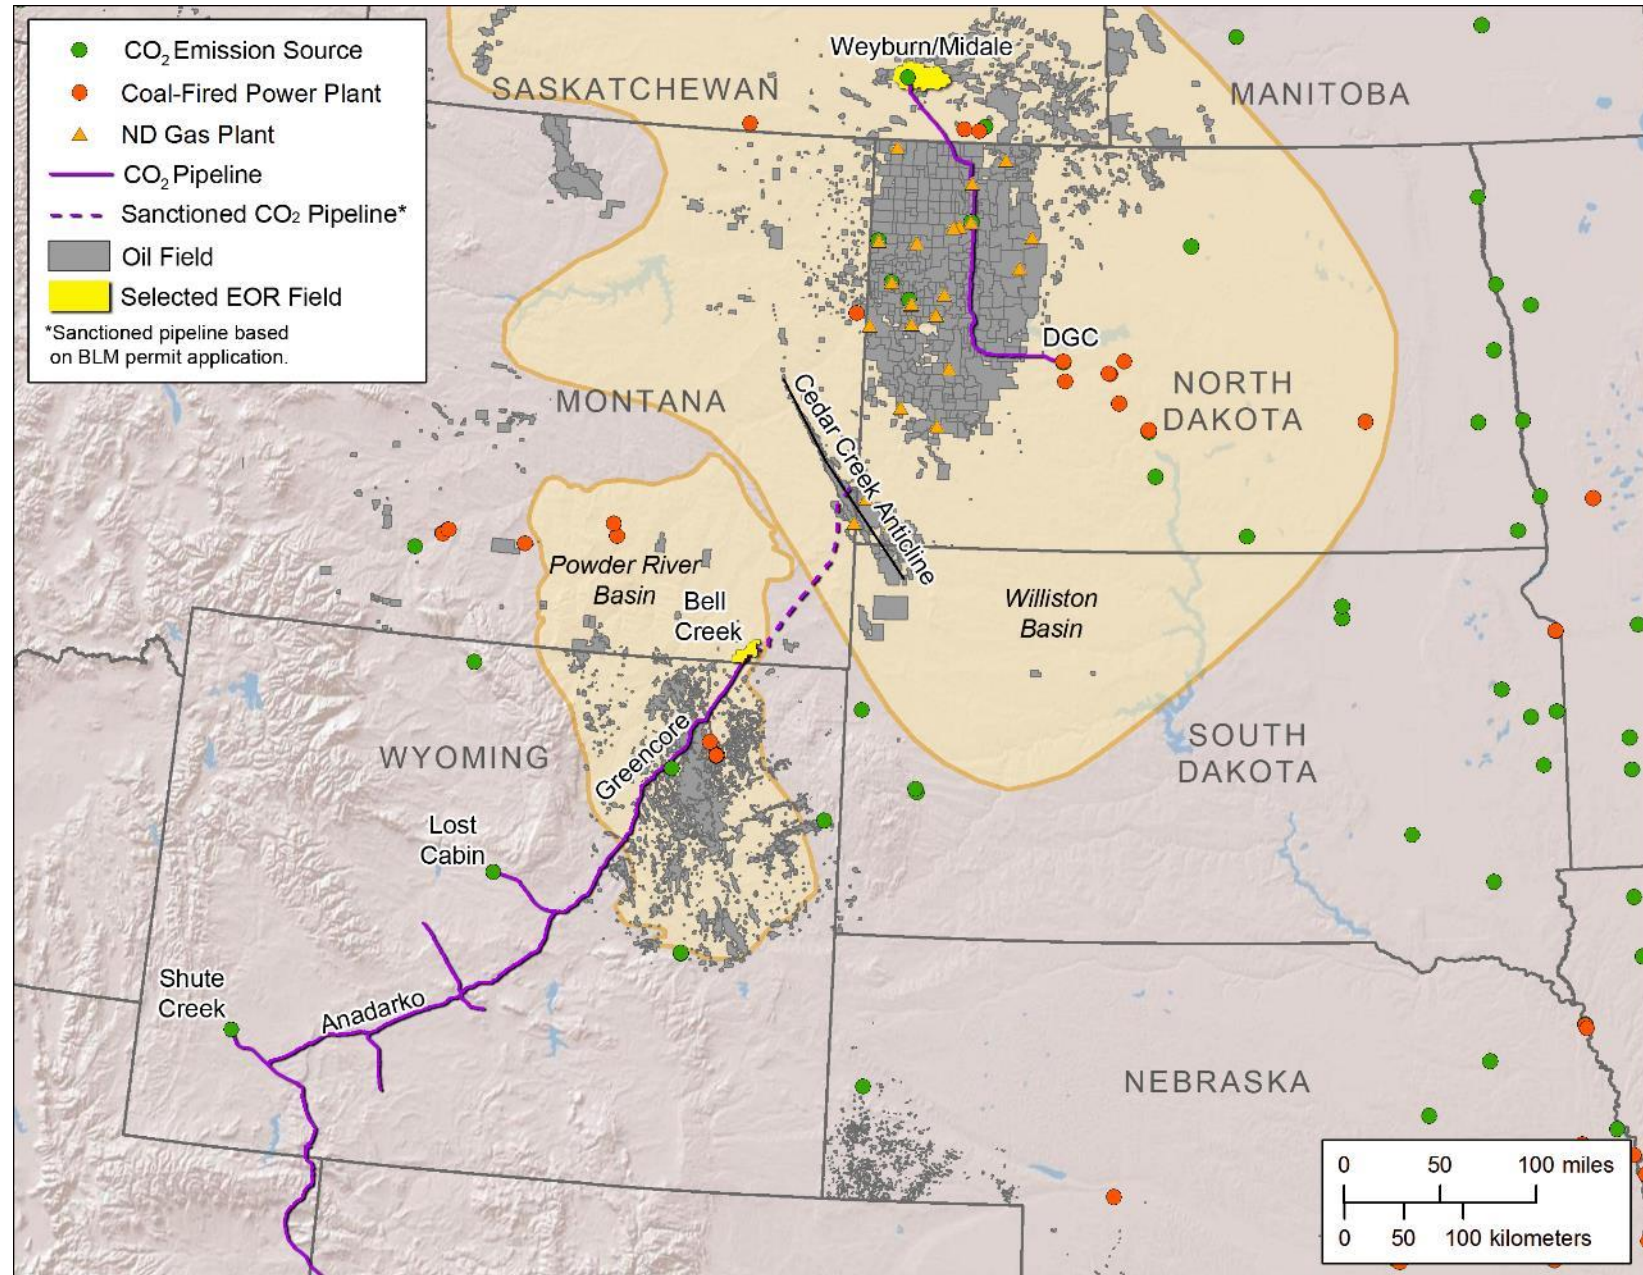 CO₂ Emission Source
Coal-Fired Power Plant
ND Gas Plant
CO₂ Pipeline
Sanctioned CO₂ Pipeline*
Oil Field
Selected EOR Field
*Sanctioned pipeline based
on BLM permit application.
Weyburn/Midale
SASKATCHEWAN
MANITOBA
DGC
MONTANA
NORTH
DAKOTA
Cedar Creek Anticline
Powder River
Basin
Bell
Creek
Williston
Basin
Greencore
WYOMING
SOUTH
DAKOTA
Lost
Cabin
Shute
Creek
Anadarko
NEBRASKA
0 50 100 miles
0 50 100 kilometers